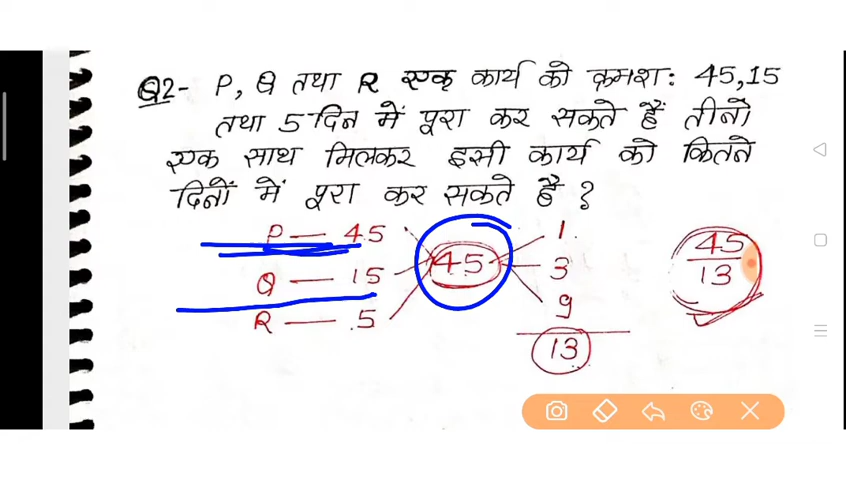 Q2- P, Q तथा R एक कार्य को क्रमश: 45,15
तथा 5 दिन में पूरा कर सकते हैं तीनों
एक साथ मिलकर इसी कार्य को कितने
दिनों में पूरा कर सकते है ?
P — 45
Q — 15
R — 5
45
1
3
9
13
45
13